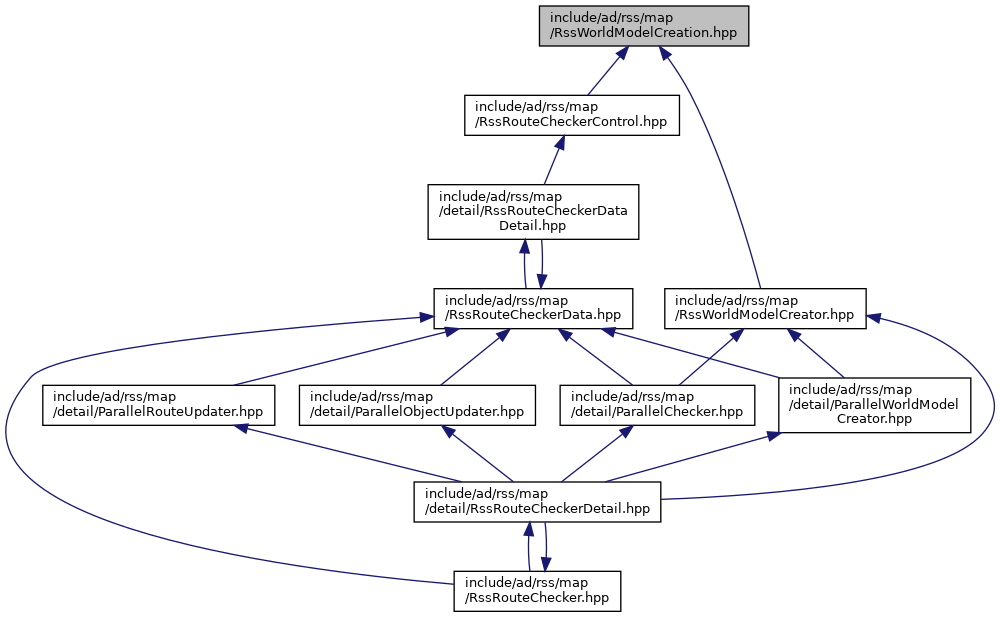 include/ad/rss/map
/RssWorldModelCreation.hpp
include/ad/rss/map
/RssRouteCheckerControl.hpp
include/ad/rss/map
/detail/RssRouteCheckerData
Detail.hpp
include/ad/rss/map
/RssRouteCheckerData.hpp
include/ad/rss/map
/RssWorldModelCreator.hpp
include/ad/rss/map
/detail/ParallelRouteUpdater.hpp
include/ad/rss/map
/detail/ParallelObjectUpdater.hpp
include/ad/rss/map
/detail/ParallelChecker.hpp
include/ad/rss/map
/detail/ParallelWorldModel
Creator.hpp
include/ad/rss/map
/detail/RssRouteCheckerDetail.hpp
include/ad/rss/map
/RssRouteChecker.hpp